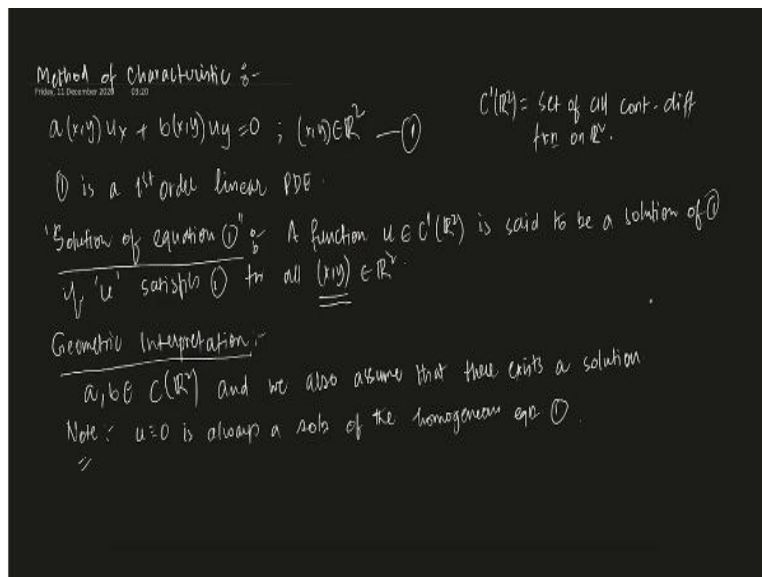 Method of Characteristic :-
Friday, 11 December 2020 03:20
a(x,y) ux + b(x,y) uy = 0 ; (x,y) ∈ ℝ² — ①
C¹(ℝ²) = set of all cont-diff
fxn on ℝ².
① is a 1st order linear PDE.
"Solution of equation ①" : A function u ∈ C¹(ℝ²) is said to be a solution of ①
if 'u' satisfies ① for all (x,y) ∈ ℝ².
Geometric Interpretation :-
a, b ∈ C(ℝ²) and we also assume that there exists a solution
Note : u ≡ 0 is always a soln of the homogeneous eqn ①.